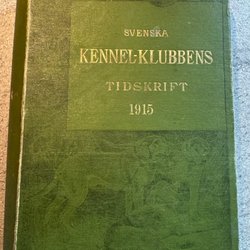 SVENSKA
KENNEL-KLUBBENS
TIDSKRIFT
1915